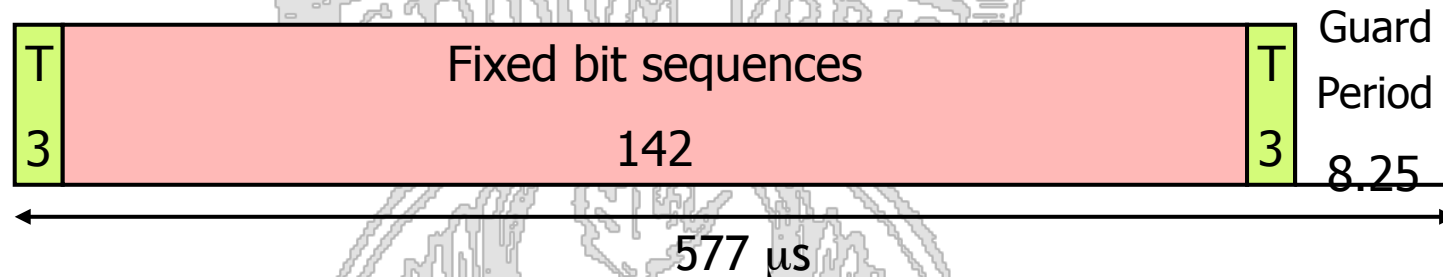 T
3
Fixed bit sequences
142
T
3
Guard
Period
8.25
577 μs